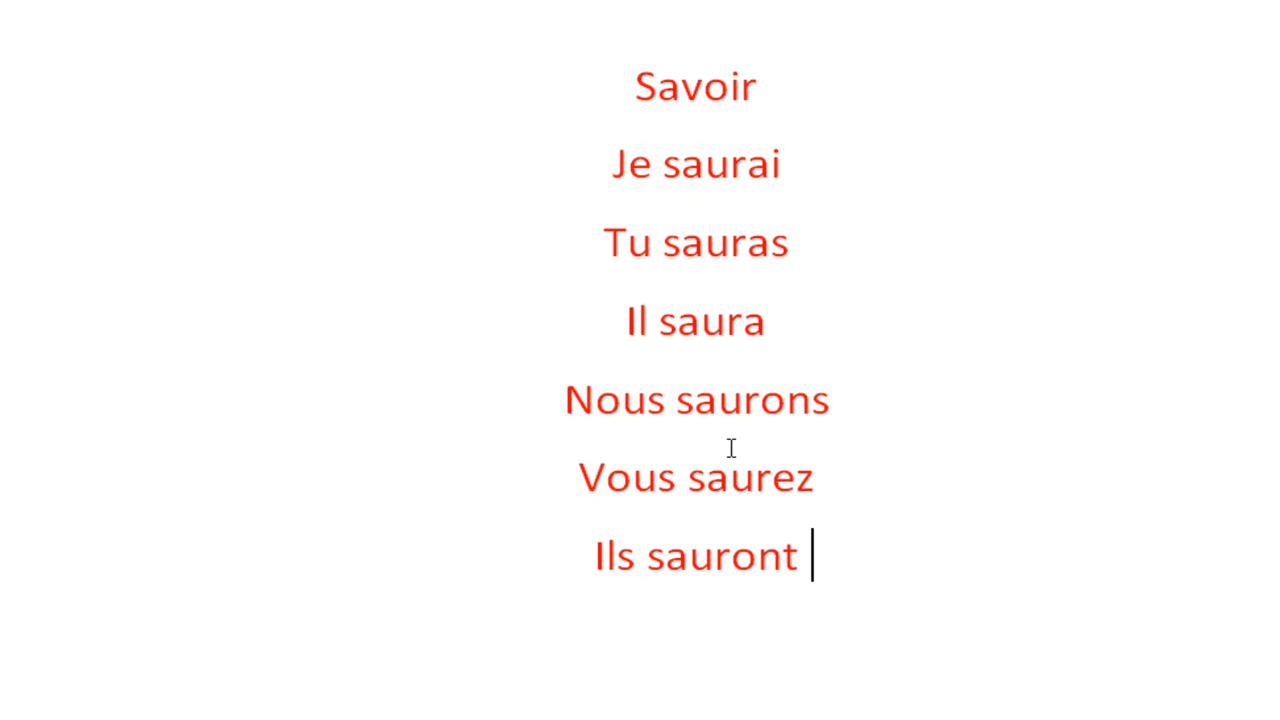 Savoir
Je saurai
Tu sauras
Il saura
Nous saurons
Vous saurez
Ils sauront